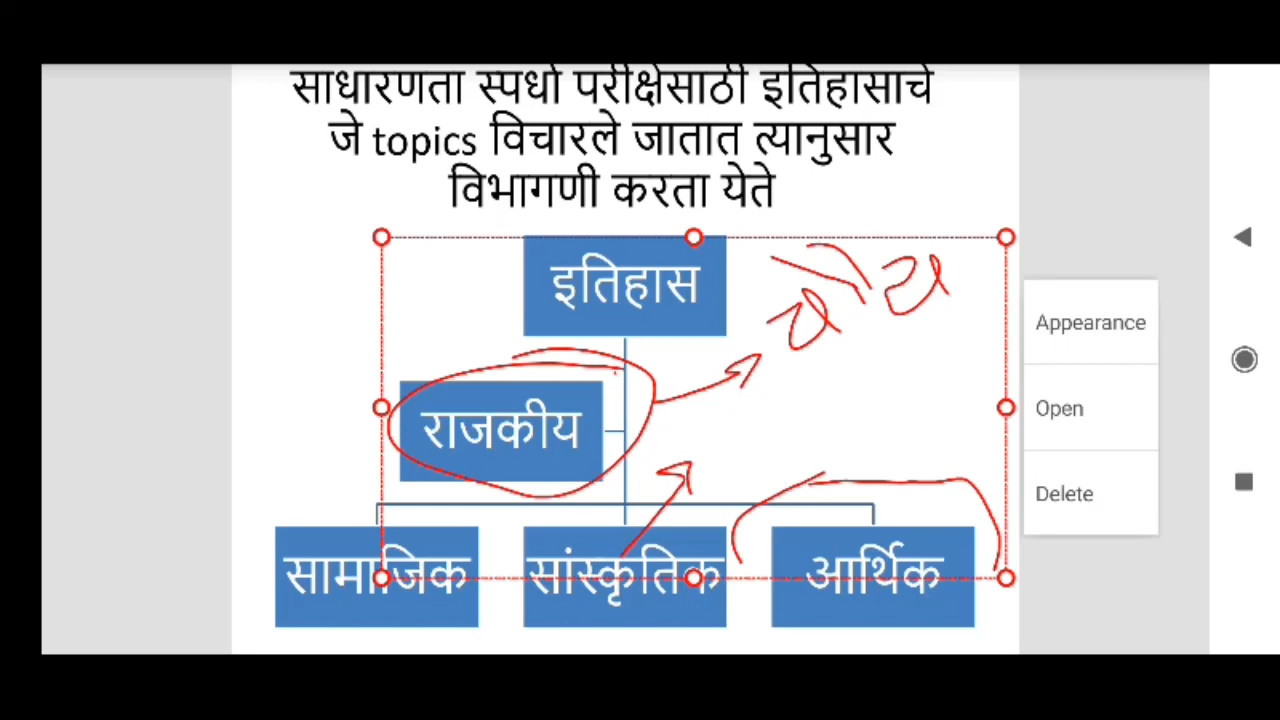 साधारणता स्पर्धा परीक्षेसाठी इतिहासाचे
जे topics विचारले जातात त्यानुसार
विभागणी करता येते
इतिहास
राजकीय
सामाजिक
सांस्कृतिक
आर्थिक
Appearance
Open
Delete